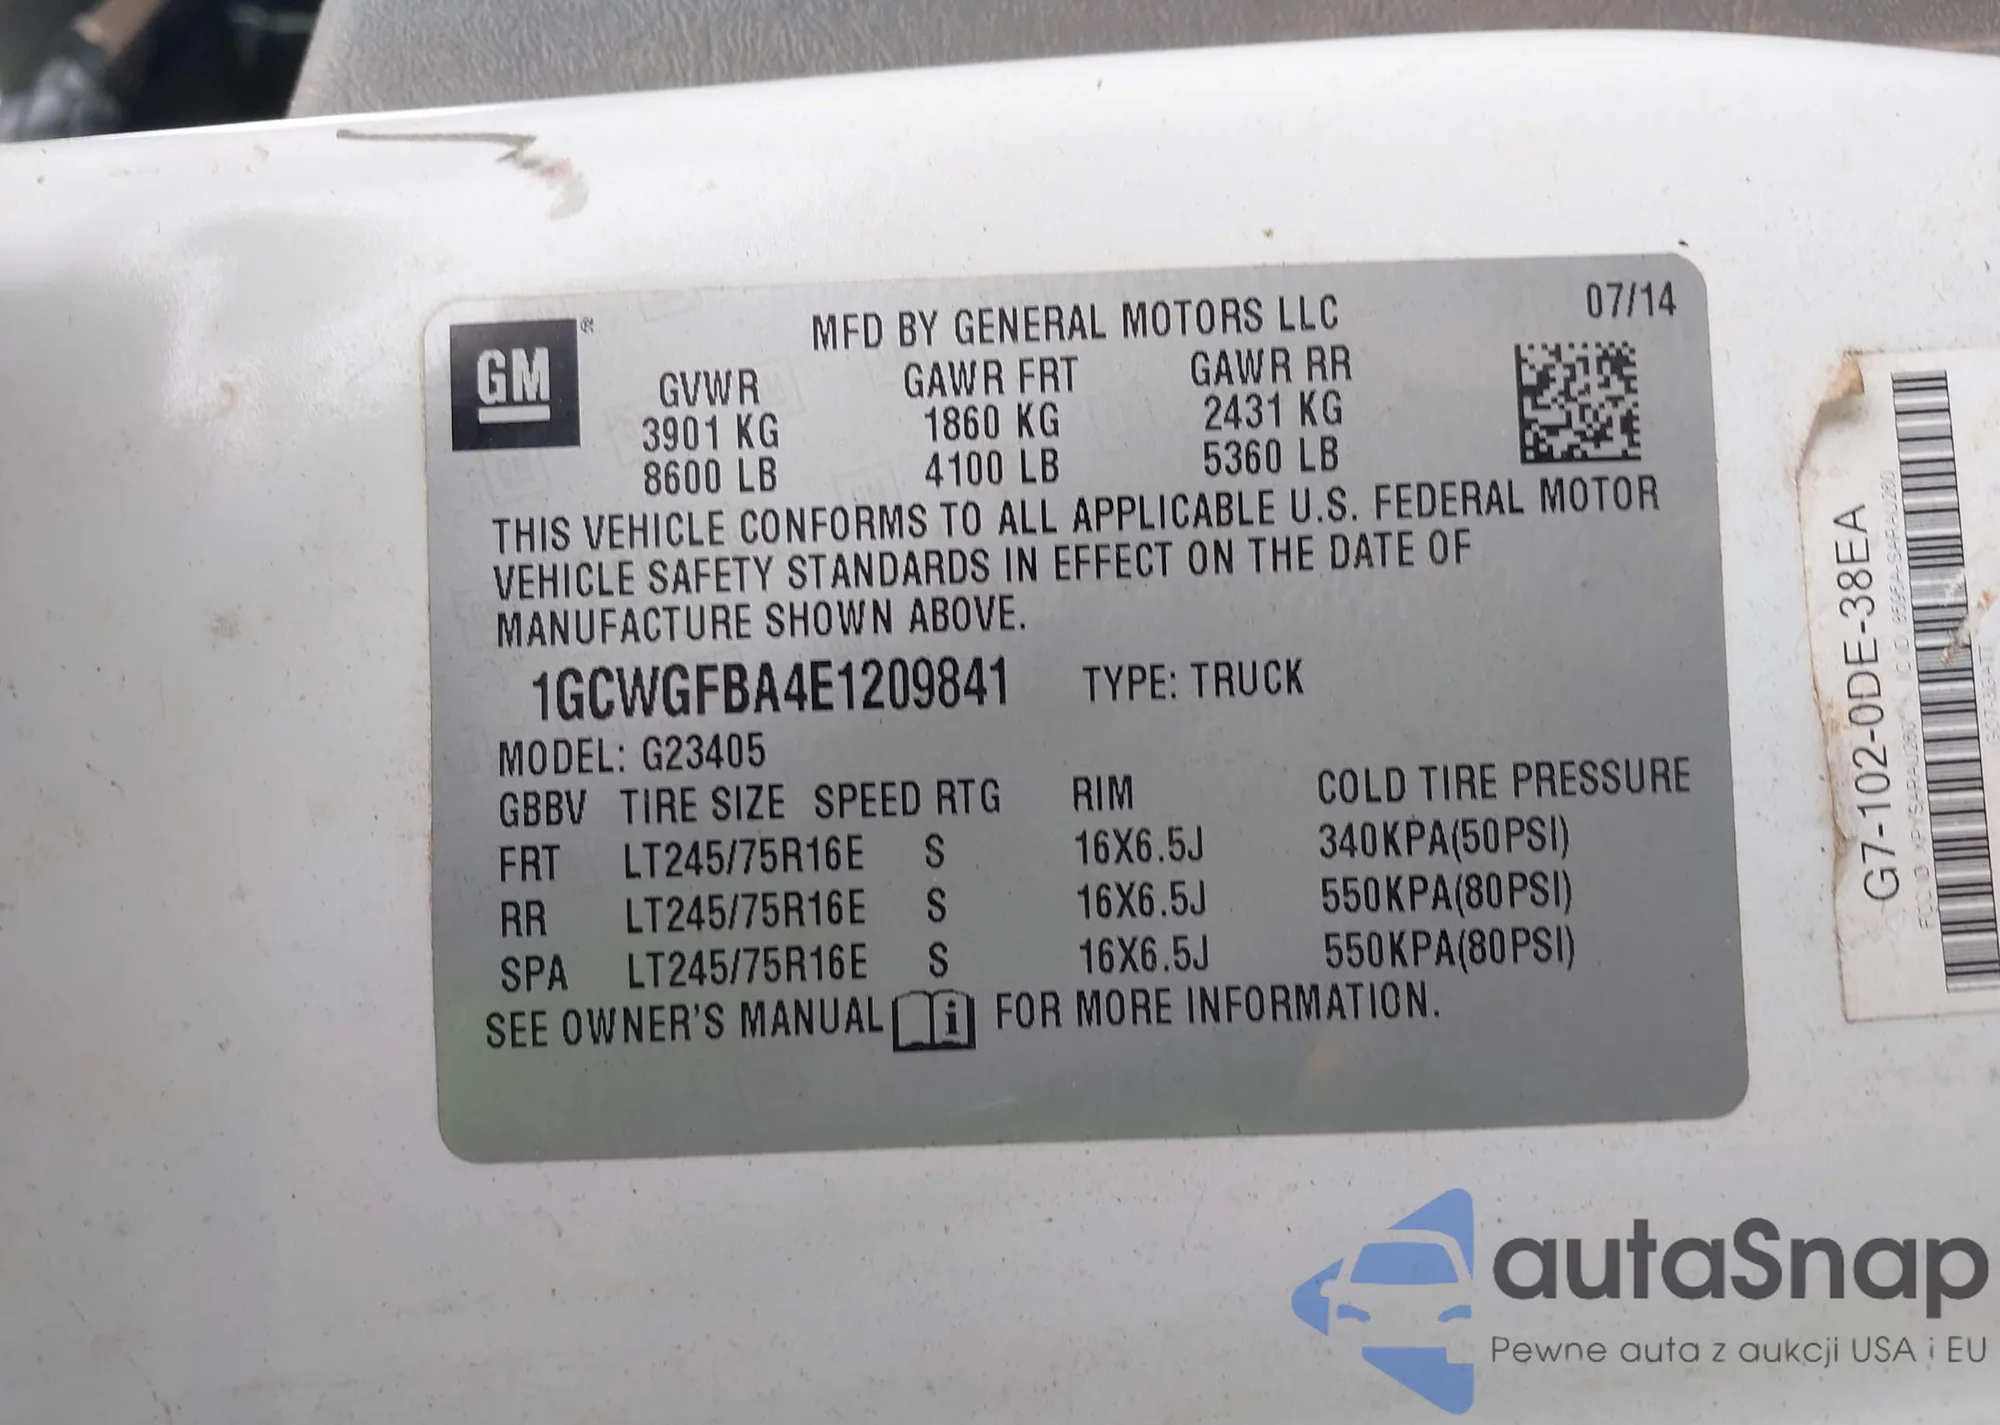 07/14
GM ®
MFD BY GENERAL MOTORS LLC
GVWR GAWR FRT GAWR RR
3901 KG 1860 KG 2431 KG
8600 LB 4100 LB 5360 LB
THIS VEHICLE CONFORMS TO ALL APPLICABLE U.S. FEDERAL MOTOR
VEHICLE SAFETY STANDARDS IN EFFECT ON THE DATE OF
MANUFACTURE SHOWN ABOVE.
1GCWGFBA4E1209841 TYPE: TRUCK
MODEL: G23405
GBBV TIRE SIZE SPEED RTG RIM COLD TIRE PRESSURE
FRT LT245/75R16E S 16X6.5J 340KPA(50PSI)
RR LT245/75R16E S 16X6.5J 550KPA(80PSI)
SPA LT245/75R16E S 16X6.5J 550KPA(80PSI)
SEE OWNER'S MANUAL i FOR MORE INFORMATION.
G7-102-0DE-38EA
autaSnap
Pewne auta z aukcji USA i EU